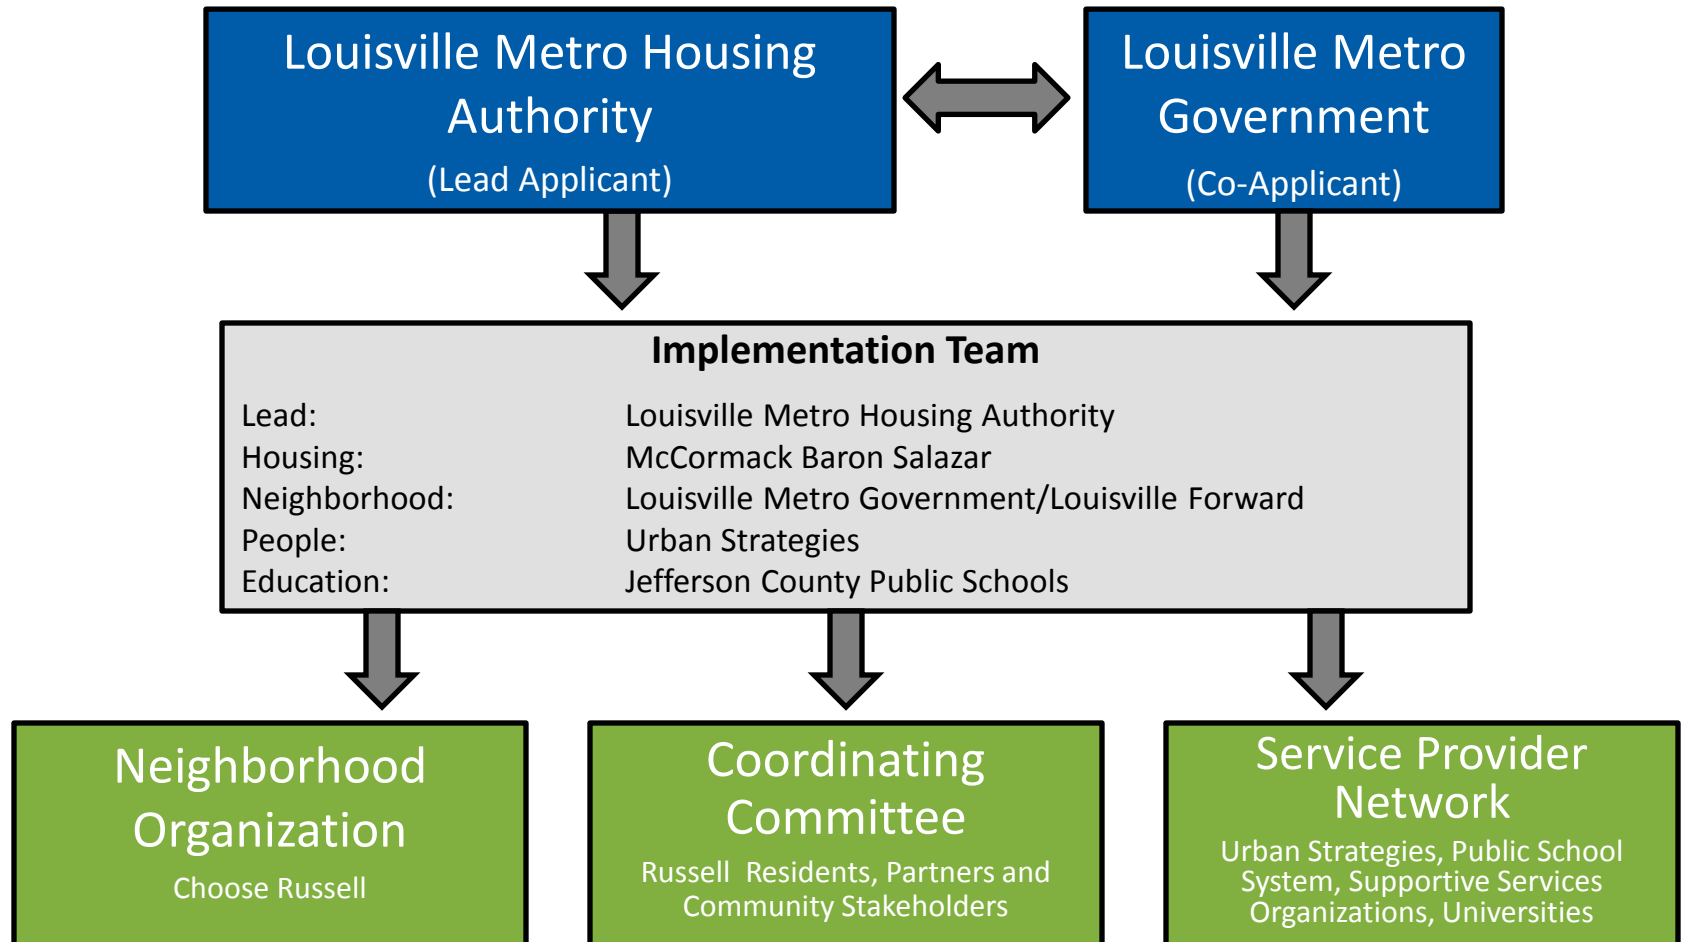 Louisville Metro Housing
Authority
(Lead Applicant)
Louisville Metro
Government
(Co-Applicant)
Implementation Team
Lead: Louisville Metro Housing Authority
Housing: McCormack Baron Salazar
Neighborhood: Louisville Metro Government/Louisville Forward
People: Urban Strategies
Education: Jefferson County Public Schools
Neighborhood
Organization
Choose Russell
Coordinating
Committee
Russell Residents, Partners and
Community Stakeholders
Service Provider
Network
Urban Strategies, Public School
System, Supportive Services
Organizations, Universities